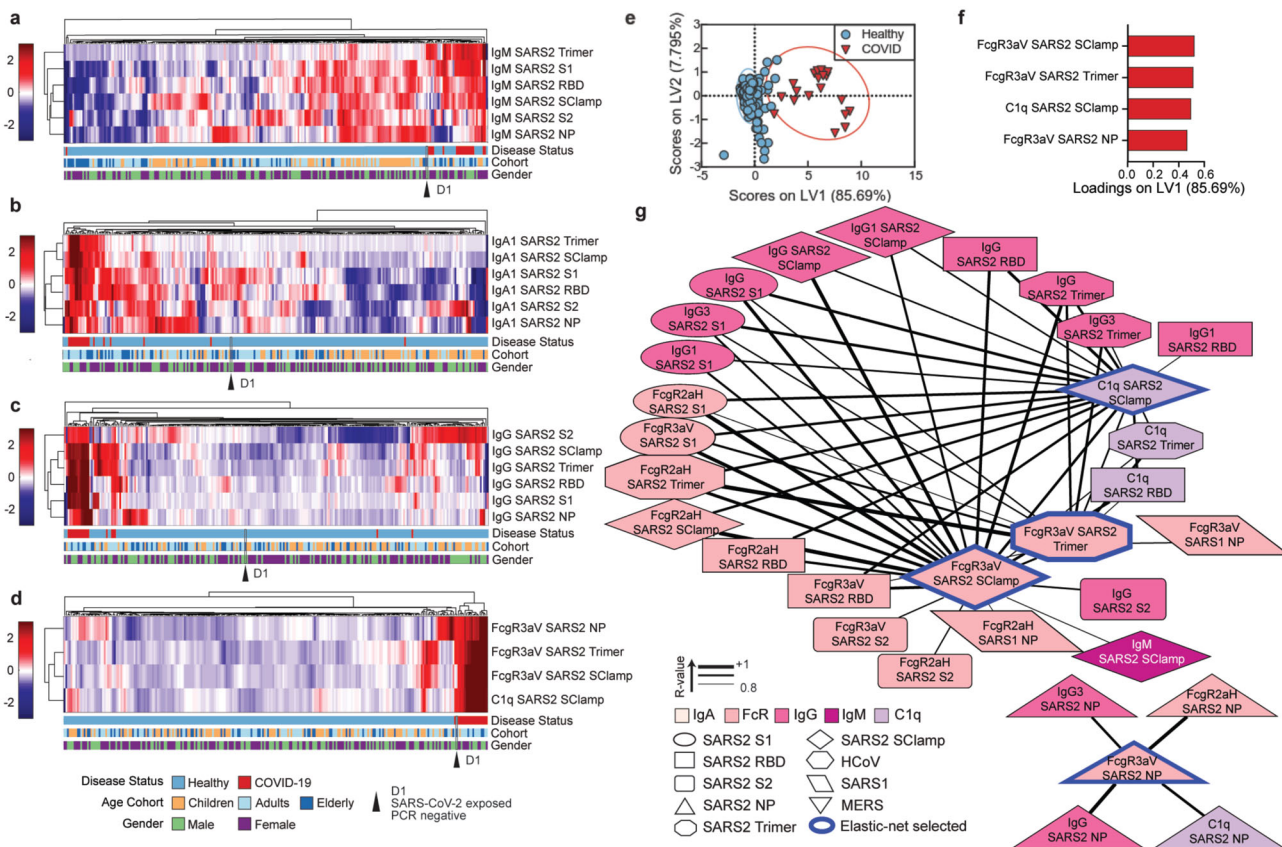 a
2
0
-2
IgM SARS2 Trimer
IgM SARS2 S1
IgM SARS2 RBD
IgM SARS2 SClamp
IgM SARS2 S2
IgM SARS2 NP
Disease Status
Cohort
Gender
D1
b
2
0
-2
IgA1 SARS2 Trimer
IgA1 SARS2 SClamp
IgA1 SARS2 S1
IgA1 SARS2 RBD
IgA1 SARS2 S2
IgA1 SARS2 NP
Disease Status
Cohort
Gender
D1
c
2
0
-2
IgG SARS2 S2
IgG SARS2 SClamp
IgG SARS2 Trimer
IgG SARS2 RBD
IgG SARS2 S1
IgG SARS2 NP
Disease Status
Cohort
Gender
D1
d
2
0
-2
FcgR3aV SARS2 NP
FcgR3aV SARS2 Trimer
FcgR3aV SARS2 SClamp
C1q SARS2 SClamp
Disease Status
Cohort
Gender
D1
Disease Status Healthy COVID-19
Age Cohort Children Adults Elderly
Gender Male Female
D1
SARS-CoV-2 exposed
PCR negative
e
Scores on LV2 (7.795%)
3
2
1
0
-1
-2
-3
-5 0 5 10 15
Scores on LV1 (85.69%)
Healthy
COVID
f
FcgR3aV SARS2 SClamp
FcgR3aV SARS2 Trimer
C1q SARS2 SClamp
FcgR3aV SARS2 NP
0.0 0.2 0.4 0.6
Loadings on LV1 (85.69%)
g
IgG1 SARS2
SClamp
IgG SARS2
SClamp
IgG
SARS2 RBD
IgG
SARS2 S1
IgG
SARS2 Trimer
IgG3
SARS2 S1
IgG3
SARS2 Trimer
IgG1
SARS2 RBD
IgG1
SARS2 S1
C1q SARS2
SClamp
FcgR2aH
SARS2 S1
FcgR3aV
SARS2 S1
C1q
SARS2 Trimer
FcgR2aH
SARS2 Trimer
C1q
SARS2 RBD
FcgR2aH
SARS2 SClamp
FcgR3aV SARS2
Trimer
FcgR3aV
SARS1 NP
FcgR2aH
SARS2 RBD
FcgR3aV
SARS2 SClamp
FcgR3aV
SARS2 RBD
IgG
SARS2 S2
FcgR3aV
SARS2 S2
FcgR2aH
SARS1 NP
FcgR2aH
SARS2 S2
IgM
SARS2 SClamp
IgG3
SARS2 NP
FcgR2aH
SARS2 NP
FcgR3aV
SARS2 NP
IgG
SARS2 NP
C1q
SARS2 NP
R-value
+1
0.8
IgA FcR IgG IgM C1q
SARS2 S1 SARS2 SClamp
SARS2 RBD HCoV
SARS2 S2 SARS1
SARS2 NP MERS
SARS2 Trimer Elastic-net selected